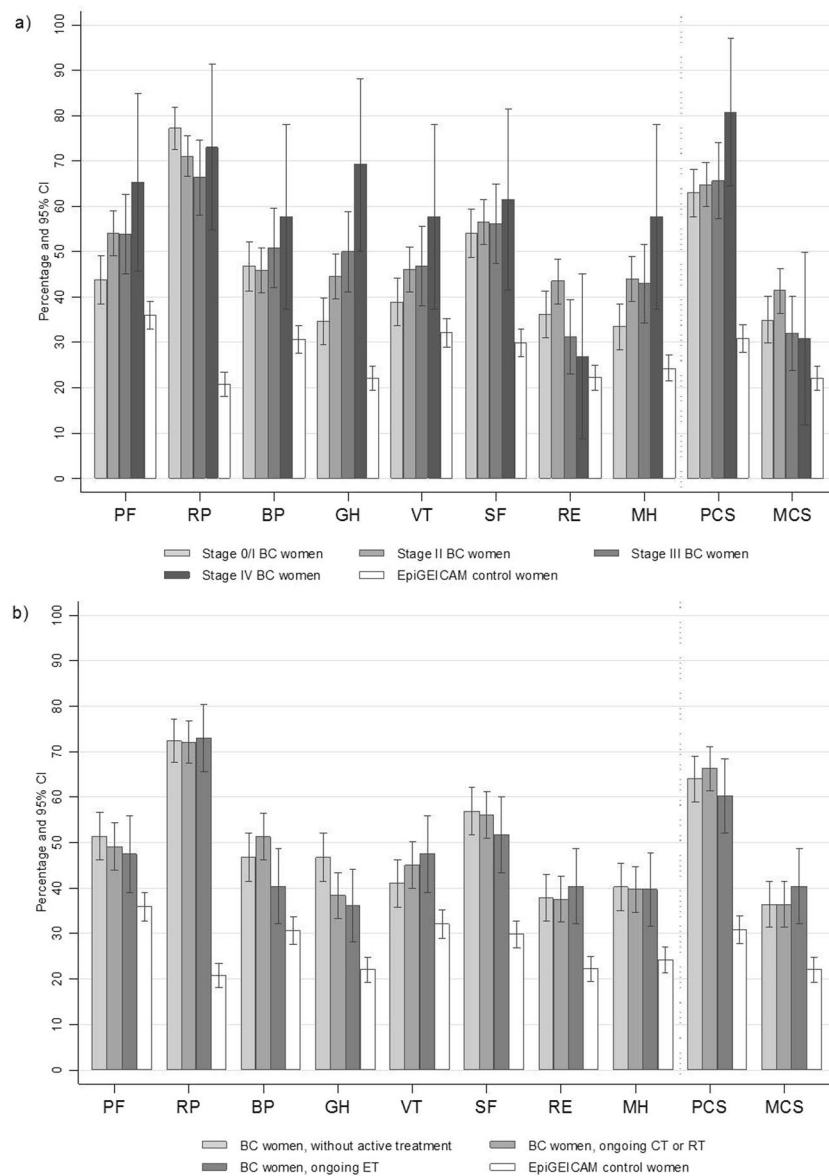 a)
100
90
80
70
60
50
40
30
20
10
0
Percentage and 95% CI
PF RP BP GH VT SF RE MH PCS MCS
Stage 0/I BC women Stage II BC women Stage III BC women
Stage IV BC women EpiGEICAM control women
b)
100
90
80
70
60
50
40
30
20
10
0
Percentage and 95% CI
PF RP BP GH VT SF RE MH PCS MCS
BC women, without active treatment BC women, ongoing CT or RT
BC women, ongoing ET EpiGEICAM control women